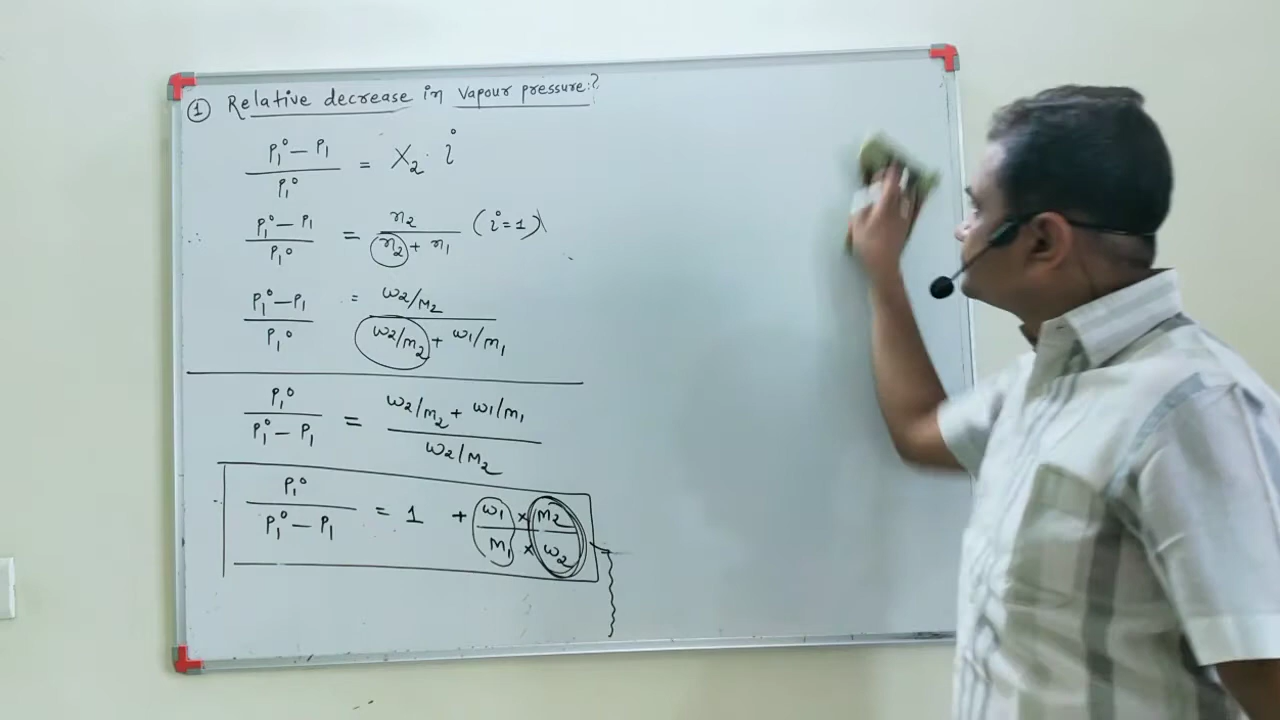 ① Relative decrease in vapour pressure:?
(P₁° − P₁)/P₁° = X₂ · i
∴ (P₁° − P₁)/P₁° = n₂/(n₂ + n₁) (i=1)
(P₁° − P₁)/P₁° = (w₂/M₂)/(w₂/M₂ + w₁/M₁)
P₁°/(P₁° − P₁) = (w₂/M₂ + w₁/M₁)/(w₂/M₂)
P₁°/(P₁° − P₁) = 1 + (w₁ × M₂)/(M₁ × w₂)